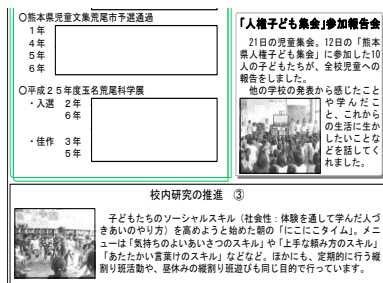 〇熊本県児童文集荒尾市予選通過
1年
4年
5年
6年
〇平成25年度玉名荒尾科学展
・入選 2年
6年
・佳作 3年
5年
「人権子ども集会」参加報告会
21日の児童集会。12日の「熊本
県人権子ども集会」に参加した10
人の子どもたちが、全校児童への
報告をしました。
他の学校の発表から感じたこと
や学んだこ
と、これから
の生活に生か
したいことな
どを話してく
れました。
校内研究の推進 ③
子どもたちのソーシャルスキル（社会性：体験を通して学んだ人づ
きあいのやり方）を高めようと始めた朝の「にこにこタイム」。メニ
ューは「気持ちのよいあいさつのスキル」や「上手な頼み方のスキル」
「あたたかい言葉けのスキル」などなど。ほかにも、定期的に行う縦
割り班活動や、昼休みの縦割り班遊びも同じ目的で行っています。